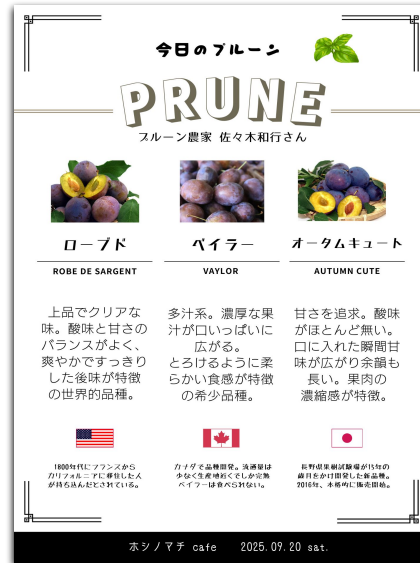 今日のプルーン
PRUNE
プルーン農家 佐々木和行さん
ローブド
ROBE DE SARGENT
上品でクリアな
味。酸味と甘さの
バランスがよく、
爽やかですっきり
した後味が特徴
の世界的品種。
1800年代にフランスから
カリフォルニアに移住した人
が持ち込んだとされている。
ベイラー
VAYLOR
多汁系。濃厚な果
汁が口いっぱいに
広がる。
とろけるように柔
らかい食感が特徴
の希少品種。
カナダで品種開発。流通量は
少なく生産地近くでしか完熟
ベイラーは食べられない。
オータムキュート
AUTUMN CUTE
甘さを追求。酸味
がほとんど無い。
口に入れた瞬間甘
味が広がり余韻も
長い。果肉の
濃縮感が特徴。
長野県果樹試験場が15年の
歳月をかけ開発した新品種。
2016年、本格的に販売開始。
ホシノマチ cafe 2025.09.20 sat.